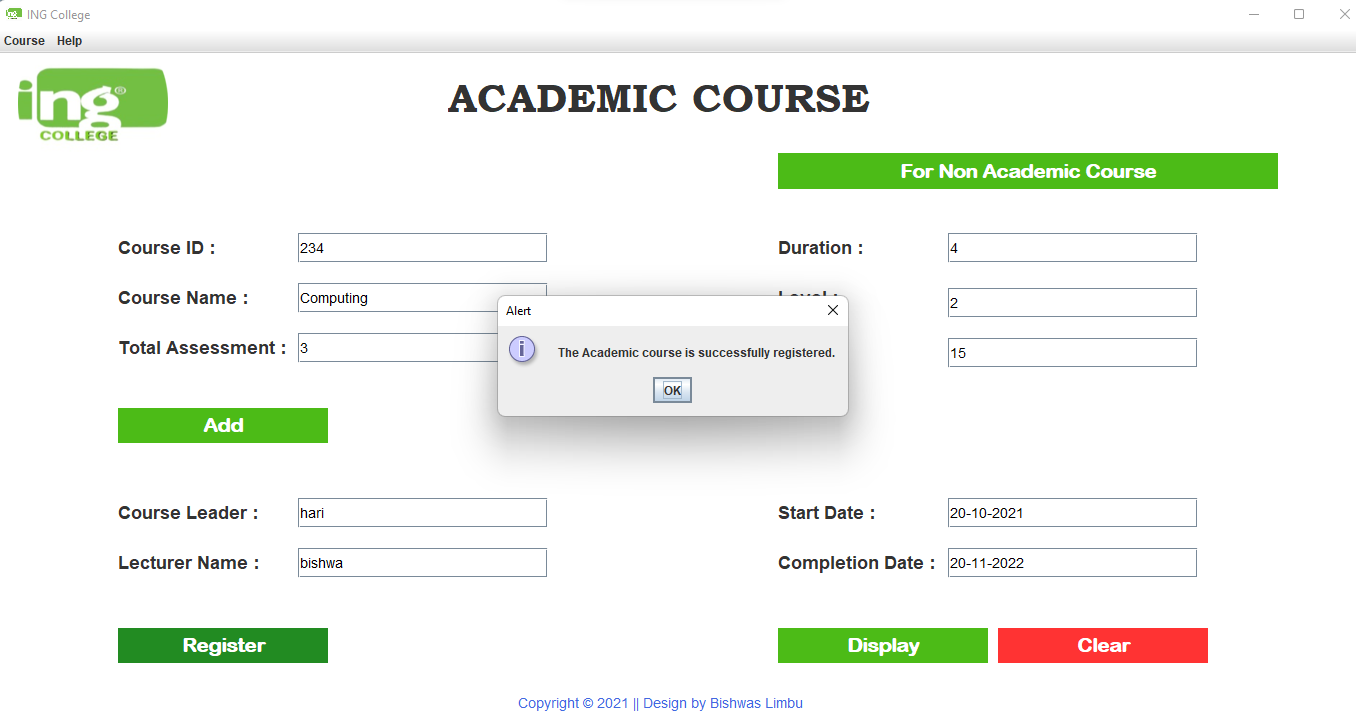 ING College
Course Help
ing®
COLLEGE
ACADEMIC COURSE
For Non Academic Course
Course ID : 234
Duration : 4
Course Name : Computing
Level : 2
Total Assessment : 3
15
Alert
The Academic course is successfully registered.
OK
Add
Course Leader : hari
Start Date : 20-10-2021
Lecturer Name : bishwa
Completion Date : 20-11-2022
Register
Display
Clear
Copyright © 2021 || Design by Bishwas Limbu